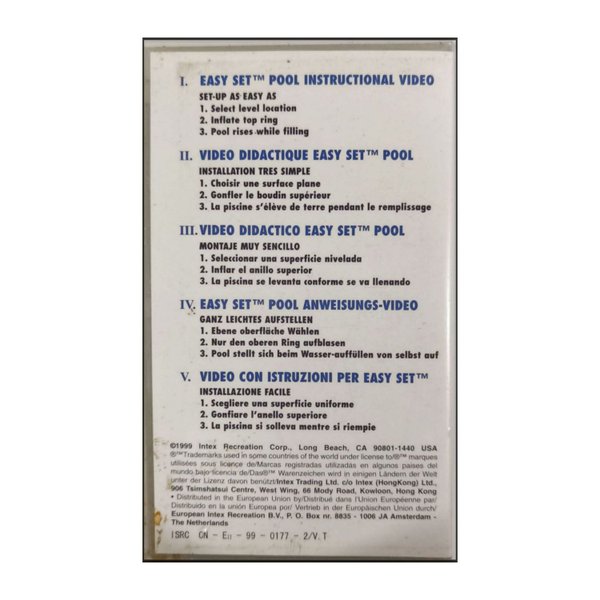 I. EASY SET™ POOL INSTRUCTIONAL VIDEO
SET-UP AS EASY AS
1. Select level location
2. Inflate top ring
3. Pool rises while filling
II. VIDEO DIDACTIQUE EASY SET™ POOL
INSTALLATION TRES SIMPLE
1. Choisir une surface plane
2. Gonfler le boudin supérieur
3. La piscine s'élève de terre pendant le remplissage
III. VIDEO DIDACTICO EASY SET™ POOL
MONTAJE MUY SENCILLO
1. Seleccionar una superficie nivelada
2. Inflar el anillo superior
3. La piscina se levanta conforme se va llenando
IV. EASY SET™ POOL ANWEISUNGS-VIDEO
GANZ LEICHTES AUFSTELLEN
1. Ebene oberfläche Wählen
2. Nur den oberen Ring aufblasen
3. Pool stellt sich beim Wasser-auffüllen von selbst auf
V. VIDEO CON ISTRUZIONI PER EASY SET™
INSTALLAZIONE FACILE
1. Scegliere una superficie uniforme
2. Gonfiare l'anello superiore
3. La piscina si solleva mentre si riempie
©1999 Intex Recreation Corp., Long Beach, CA 90801-1440 USA
®™Trademarks used in some countries of the world under license to/®™ marques
utilisées sous licence de/Marcas registradas utilizadas en algunos países del
mundo bajo licencia de/Das®™ Warenzeichen wird in einigen Ländern der Welt
unter der Lizenz davon benützt/Intex Trading Ltd. c/o Intex (HongKong) Ltd.,
906 Tsimshatsui Centre, West Wing, 66 Mody Road, Kowloon, Hong Kong
• Distributed in the European Union by/Distribué dans l'Union Européenne par/
Distribuido en la unión Europea por/ Vertrieb in der Europäischen Union durch/
European Intex Recreation B.V., P. O. Box nr. 8835 - 1006 JA Amsterdam -
The Netherlands
ISRC CN - E11 - 99 - 0177 - 2/V.T